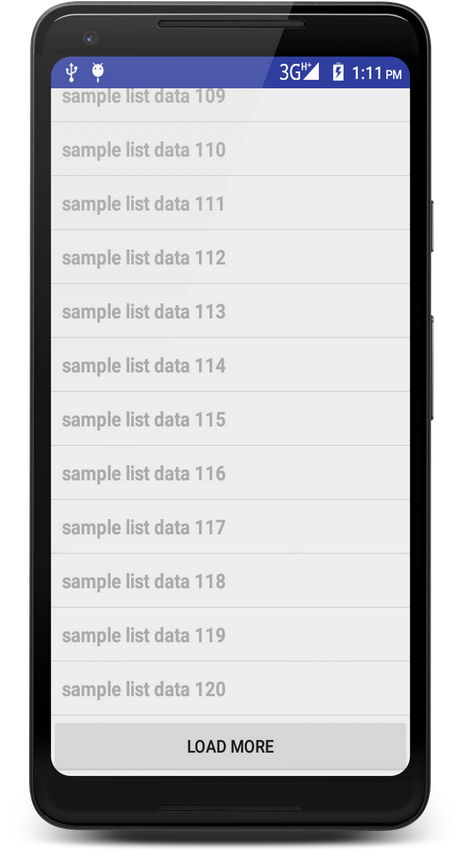 3G H+ 1:11 PM
sample list data 109
sample list data 110
sample list data 111
sample list data 112
sample list data 113
sample list data 114
sample list data 115
sample list data 116
sample list data 117
sample list data 118
sample list data 119
sample list data 120
LOAD MORE